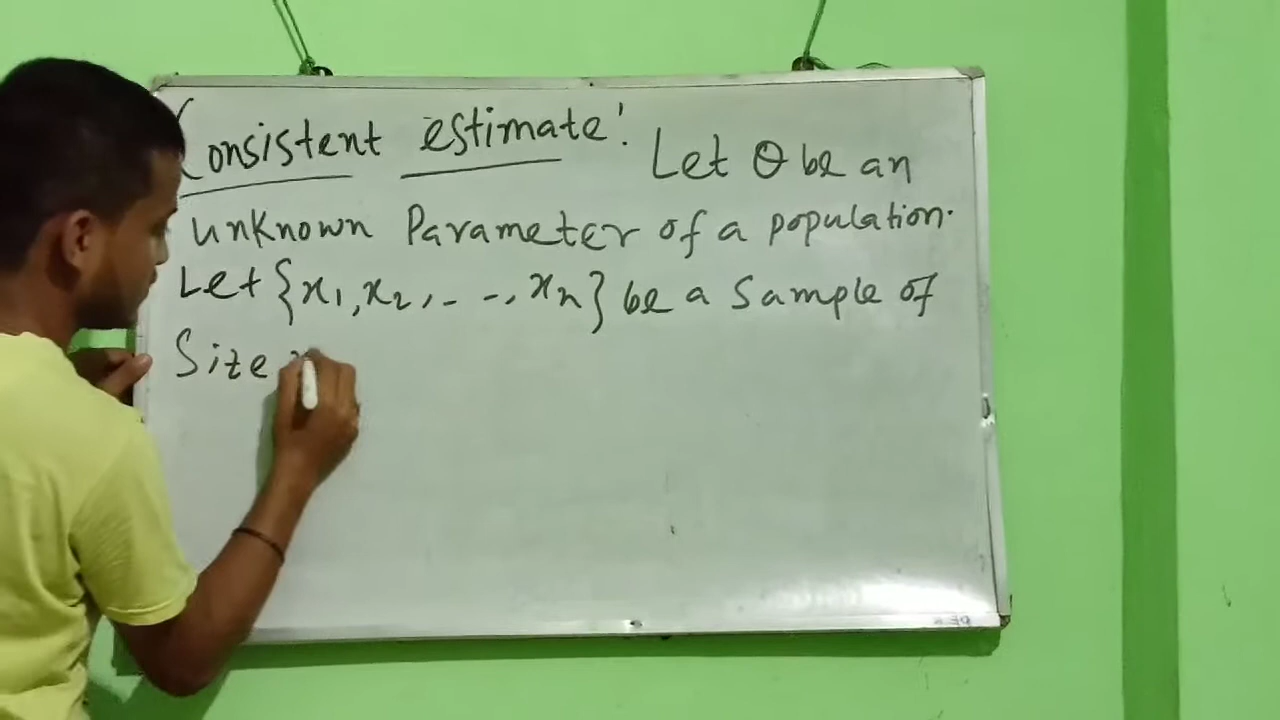 Consistent estimate: Let θ be an
unknown Parameter of a population.
Let {x1, x2, - -, xn} be a sample of
Size